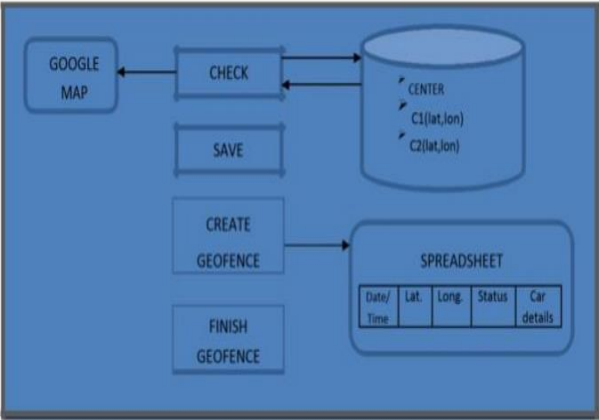 GOOGLE
MAP
CHECK
CENTER
C1(lat,lon)
C2(lat,lon)
SAVE
CREATE
GEOFENCE
SPREADSHEET
Date/
Time
Lat.
Long.
Status
Car
details
FINISH
GEOFENCE